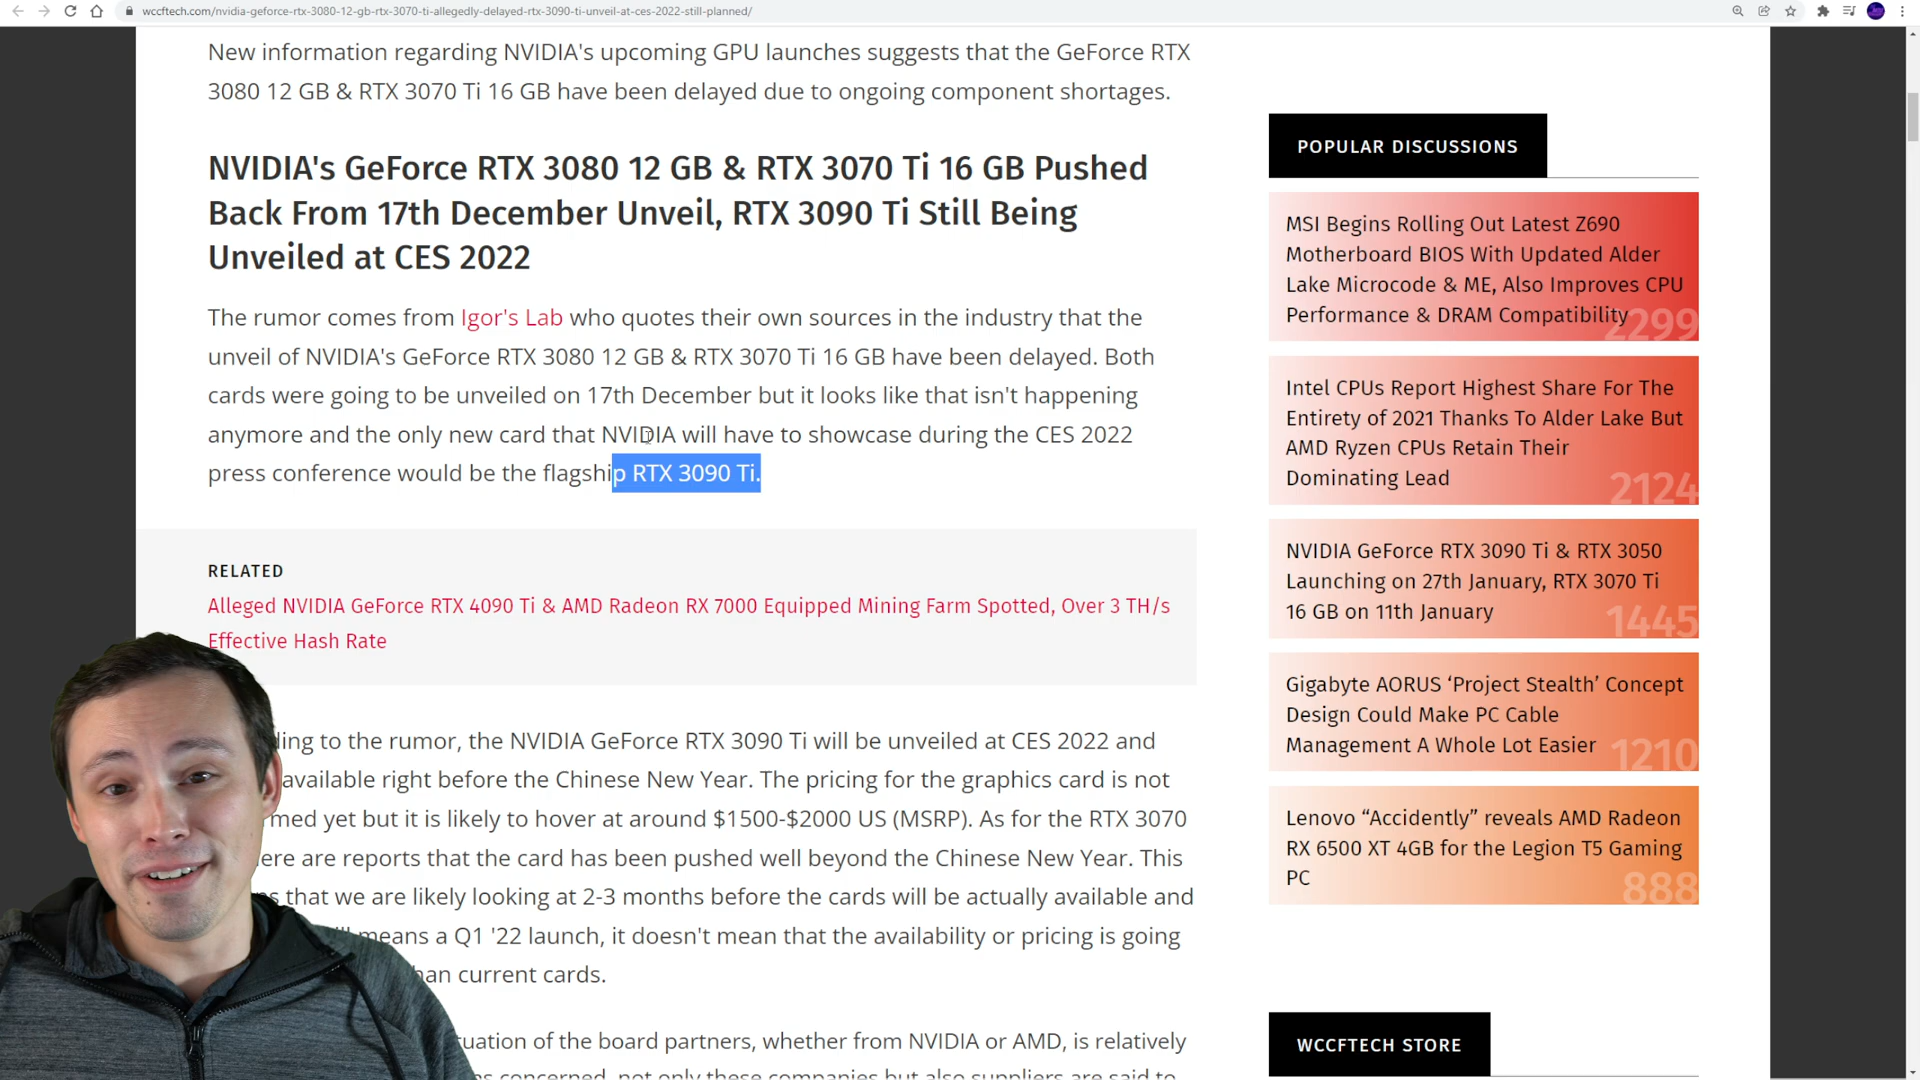 wccftech.com/nvidia-geforce-rtx-3080-12-gb-rtx-3070-ti-allegedly-delayed-rtx-3090-ti-unveil-at-ces-2022-still-planned/
New information regarding NVIDIA's upcoming GPU launches suggests that the GeForce RTX
3080 12 GB & RTX 3070 Ti 16 GB have been delayed due to ongoing component shortages.
NVIDIA's GeForce RTX 3080 12 GB & RTX 3070 Ti 16 GB Pushed
Back From 17th December Unveil, RTX 3090 Ti Still Being
Unveiled at CES 2022
The rumor comes from Igor's Lab who quotes their own sources in the industry that the
unveil of NVIDIA's GeForce RTX 3080 12 GB & RTX 3070 Ti 16 GB have been delayed. Both
cards were going to be unveiled on 17th December but it looks like that isn't happening
anymore and the only new card that NVIDIA will have to showcase during the CES 2022
press conference would be the flagship RTX 3090 Ti.
RELATED
Alleged NVIDIA GeForce RTX 4090 Ti & AMD Radeon RX 7000 Equipped Mining Farm Spotted, Over 3 TH/s
Effective Hash Rate
to the rumor, the NVIDIA GeForce RTX 3090 Ti will be unveiled at CES 2022 and
available right before the Chinese New Year. The pricing for the graphics card is not
yet but it is likely to hover at around $1500-$2000 US (MSRP). As for the RTX 3070
are reports that the card has been pushed well beyond the Chinese New Year. This
that we are likely looking at 2-3 months before the cards will be actually available and
means a Q1 '22 launch, it doesn't mean that the availability or pricing is going
current cards.
of the board partners, whether from NVIDIA or AMD, is relatively
concerned, not only these companies but also suppliers are said to
POPULAR DISCUSSIONS
MSI Begins Rolling Out Latest Z690
Motherboard BIOS With Updated Alder
Lake Microcode & ME, Also Improves CPU
Performance & DRAM Compatibility
2299
Intel CPUs Report Highest Share For The
Entirety of 2021 Thanks To Alder Lake But
AMD Ryzen CPUs Retain Their
Dominating Lead
2124
NVIDIA GeForce RTX 3090 Ti & RTX 3050
Launching on 27th January, RTX 3070 Ti
16 GB on 11th January
1445
Gigabyte AORUS ‘Project Stealth’ Concept
Design Could Make PC Cable
Management A Whole Lot Easier
1210
Lenovo “Accidently” reveals AMD Radeon
RX 6500 XT 4GB for the Legion T5 Gaming
PC
888
WCCFTECH STORE